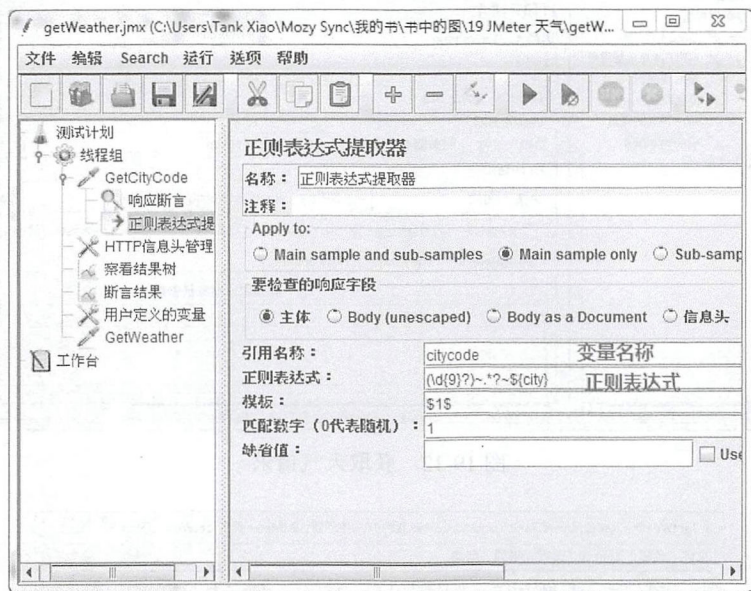 getWeather.jmx (C:\Users\Tank Xiao\Mozy Sync\我的书\书中的图\19 JMeter 天气\getW...
文件 编辑 Search 运行 选项 帮助
测试计划
线程组
GetCityCode
响应断言
正则表达式提
HTTP信息头管理
察看结果树
断言结果
用户定义的变量
GetWeather
工作台
正则表达式提取器
名称： 正则表达式提取器
注释：
Apply to:
Main sample and sub-samples Main sample only Sub-samp
要检查的响应字段
主体 Body (unescaped) Body as a Document 信息头
引用名称： citycode 变量名称
正则表达式： (\d{9}?)~.*?~${city} 正则表达式
模板： $1$
匹配数字（0代表随机）： 1
缺省值： Use